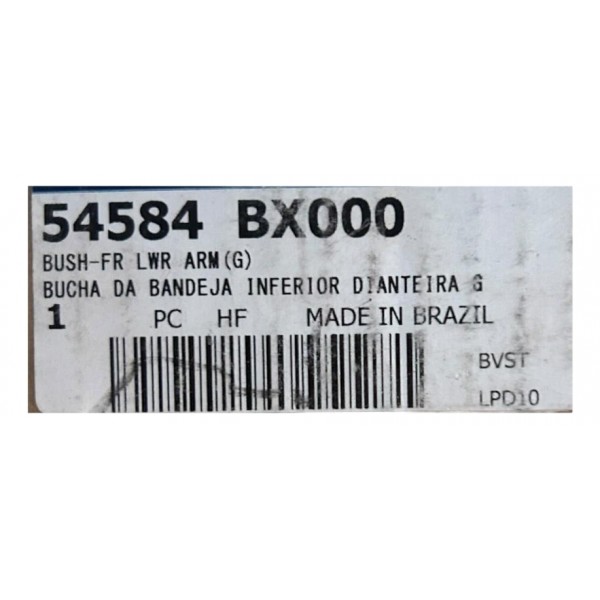 54584 BX000
BUSH-FR LWR ARM(G)
BUCHA DA BANDEJA INFERIOR DIANTEIRA G
1 PC HF MADE IN BRAZIL
BVST
LPD10